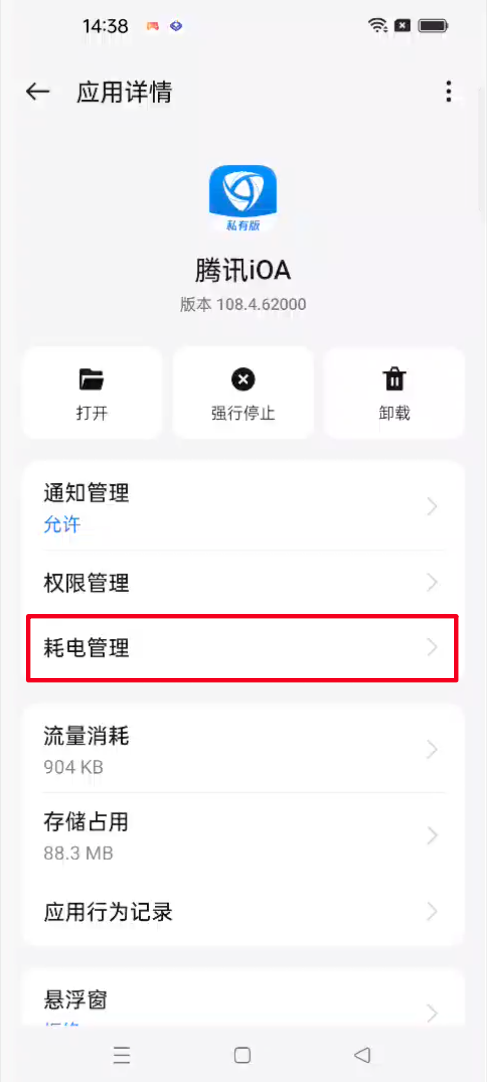 14:38
应用详情
私有版
腾讯iOA
版本 108.4.62000
打开
强行停止
卸载
通知管理
允许
权限管理
耗电管理
流量消耗
904 KB
存储占用
88.3 MB
应用行为记录
悬浮窗